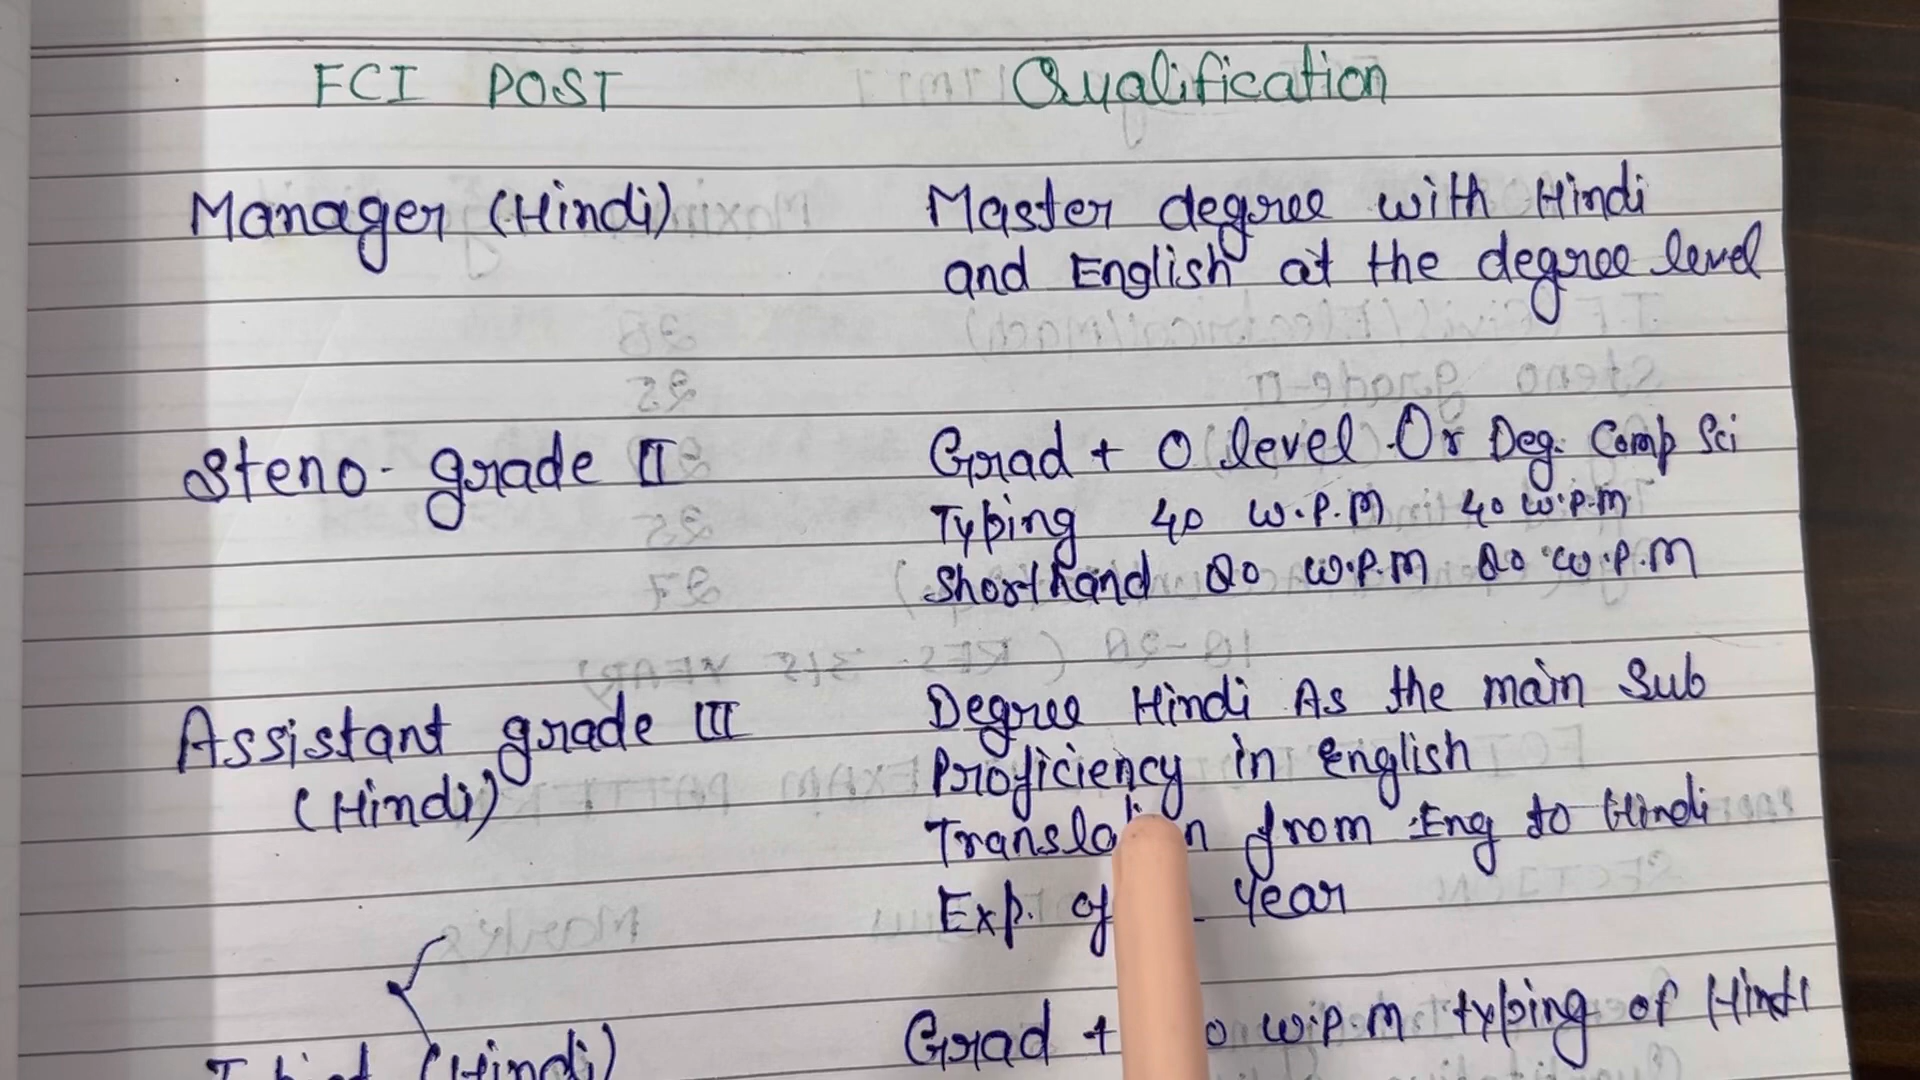 FCI POST Qualification
Manager (Hindi) Master degree with Hindi
and English at the degree level
Steno-grade II Grad + O level Or Deg. Comp Sci
Typing 40 W.P.M 40 W.P.M
Shorthand 80 W.P.M 80 W.P.M
Assistant grade III Degree Hindi As the main Sub
(Hindi) Proficiency in English
from Eng to Hindi
Exp. of Year
(Hindi) Grad + W.P.M typing of Hindi